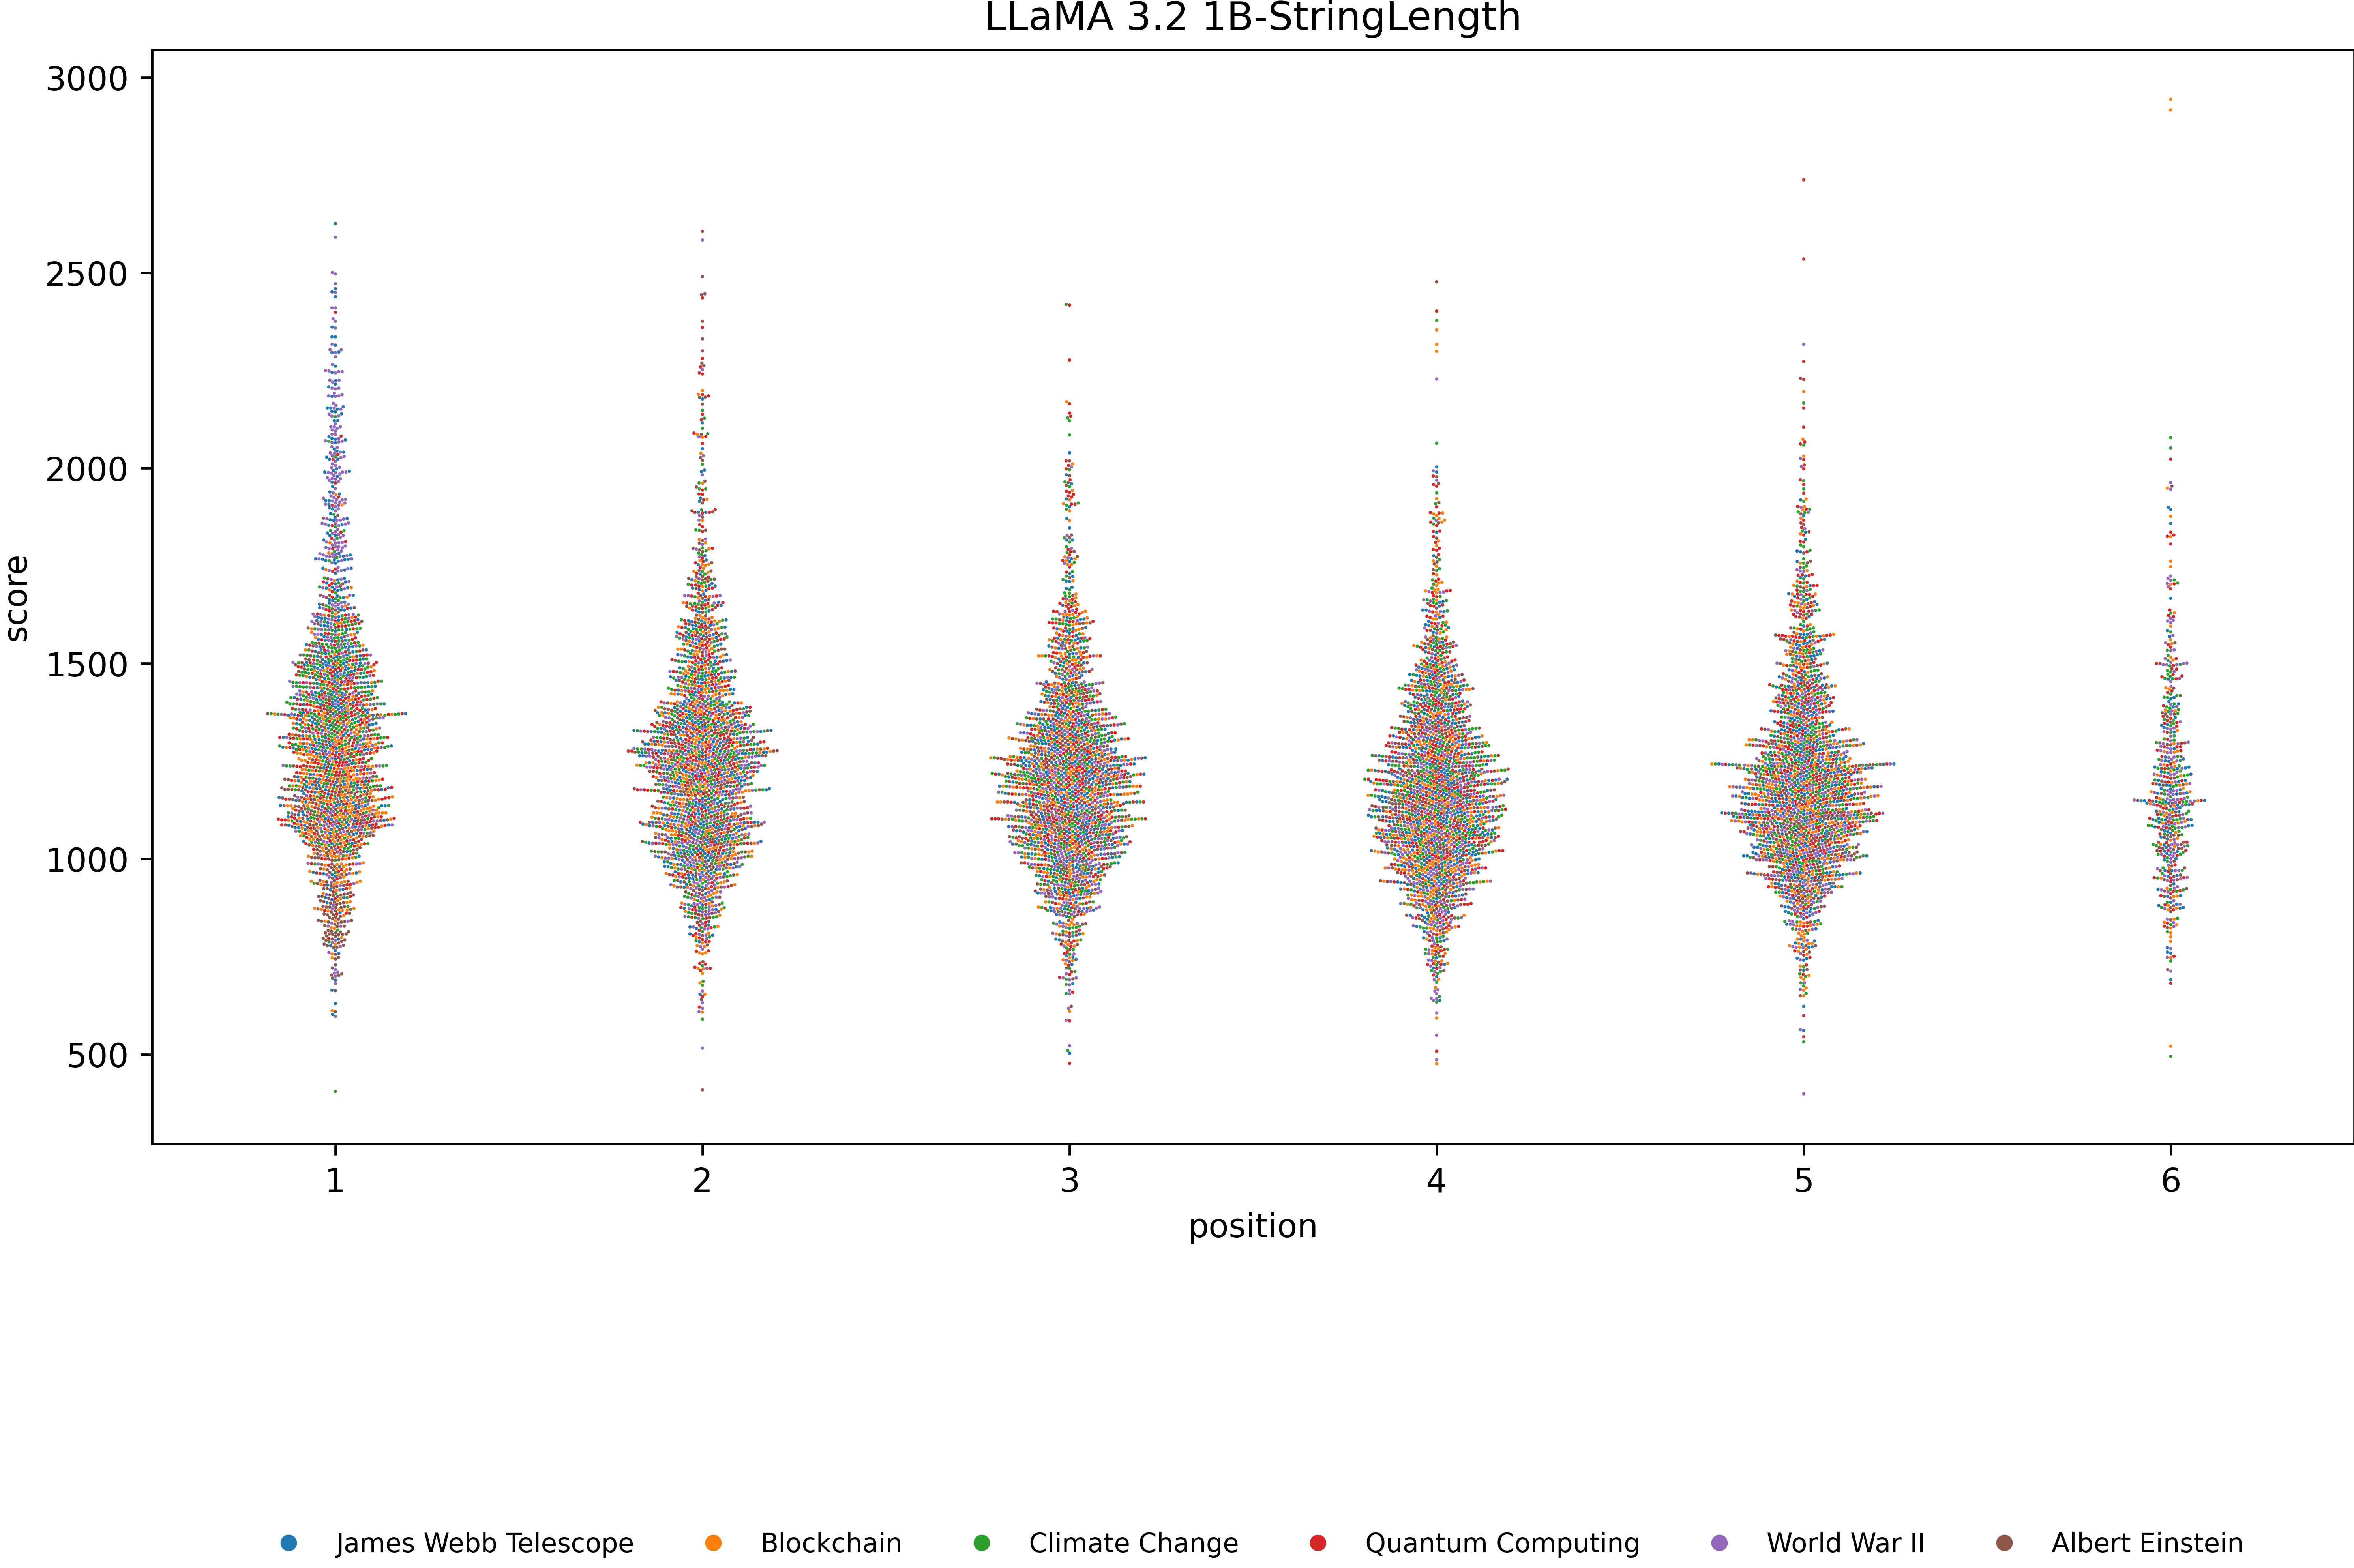 LLaMA 3.2 1B-StringLength
3000
2500
2000
1500
1000
500
score
1 2 3 4 5 6
position
James Webb Telescope Blockchain Climate Change Quantum Computing World War II Albert Einstein